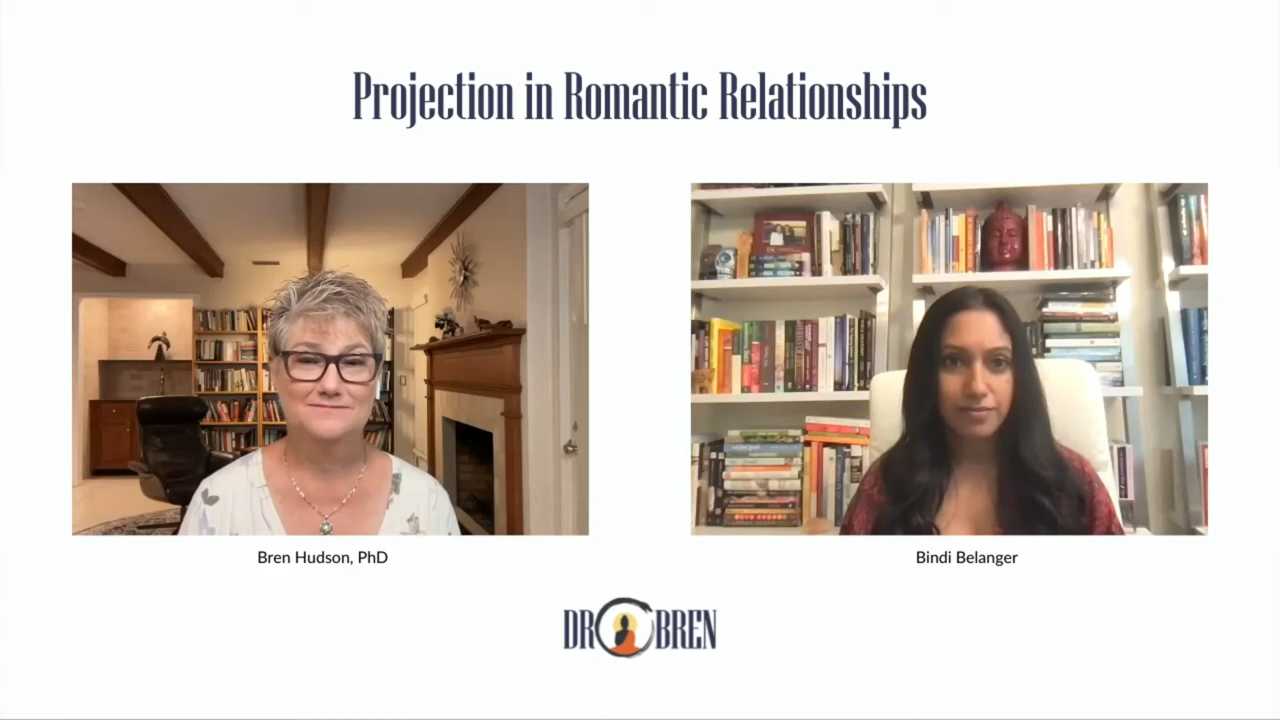 Projection in Romantic Relationships
Bren Hudson, PhD
Bindi Belanger
DR BREN